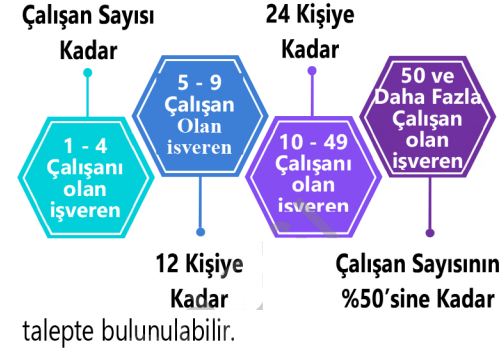 Çalışan Sayısı
Kadar
24 Kişiye
Kadar
1 - 4
Çalışanı
olan
işveren
5 - 9
Çalışan
Olan
isveren
10 - 49
Çalışanı
olan
isveren
50 ve
Daha Fazla
Çalışan
olan
işveren
12 Kişiye
Kadar
Çalışan Sayısının
%50’sine Kadar
talepte bulunulabilir.